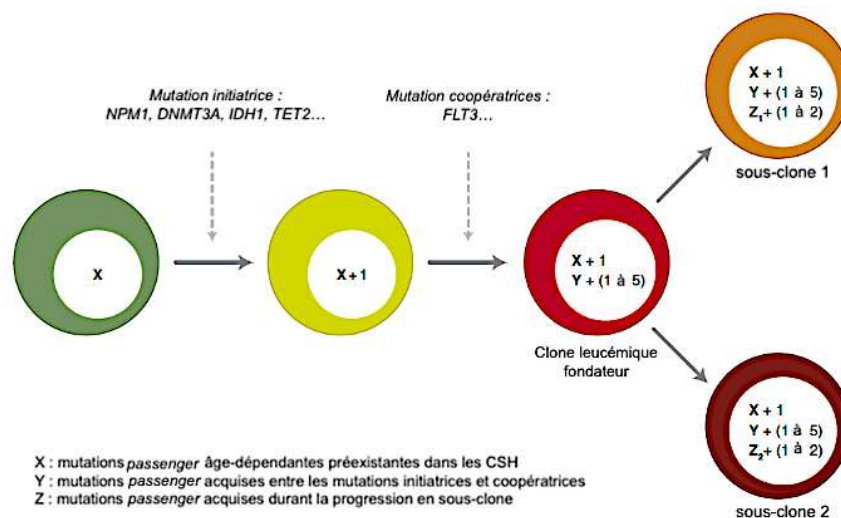 Mutation initiatrice :
NPM1, DNMT3A, IDH1, TET2...
Mutation coopératrices :
FLT3...
X
X + 1
X + 1
Y + (1 à 5)
Clone leucémique
fondateur
X + 1
Y + (1 à 5)
Z1+ (1 à 2)
sous-clone 1
X + 1
Y + (1 à 5)
Z2+ (1 à 2)
sous-clone 2
X : mutations passenger âge-dépendantes préexistantes dans les CSH
Y : mutations passenger acquises entre les mutations initiatrices et coopératrices
Z : mutations passenger acquises durant la progression en sous-clone